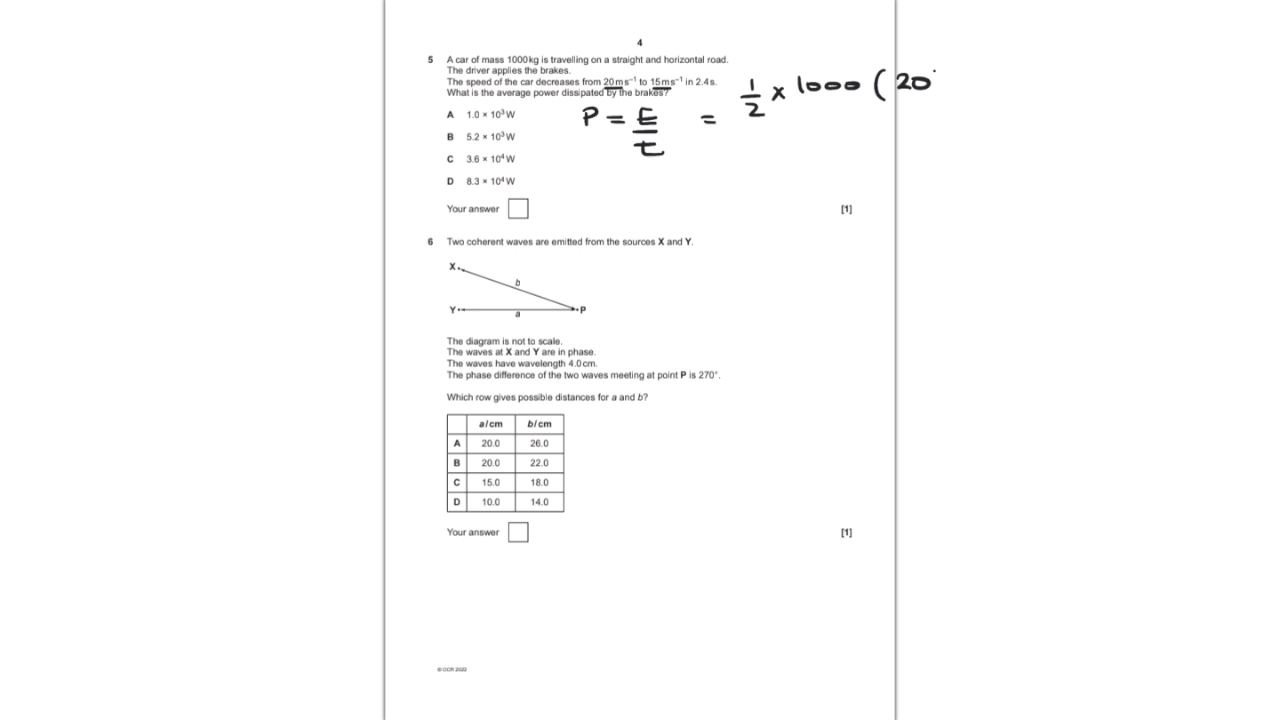 4
5 A car of mass 1000 kg is travelling on a straight and horizontal road.
The driver applies the brakes.
The speed of the car decreases from 20 m s⁻¹ to 15 m s⁻¹ in 2.4 s.
What is the average power dissipated by the brakes?
A 1.0 × 10³ W
B 5.2 × 10³ W
C 3.6 × 10⁴ W
D 8.3 × 10⁴ W
P = E/t = 1/2 × 1000 ( 20
Your answer [1]
6 Two coherent waves are emitted from the sources X and Y.
X
b
Y
a
P
The diagram is not to scale.
The waves at X and Y are in phase.
The waves have wavelength 4.0 cm.
The phase difference of the two waves meeting at point P is 270°.
Which row gives possible distances for a and b?
a / cm b / cm
A 20.0 26.0
B 20.0 22.0
C 15.0 18.0
D 10.0 14.0
Your answer [1]
© OCR 2022